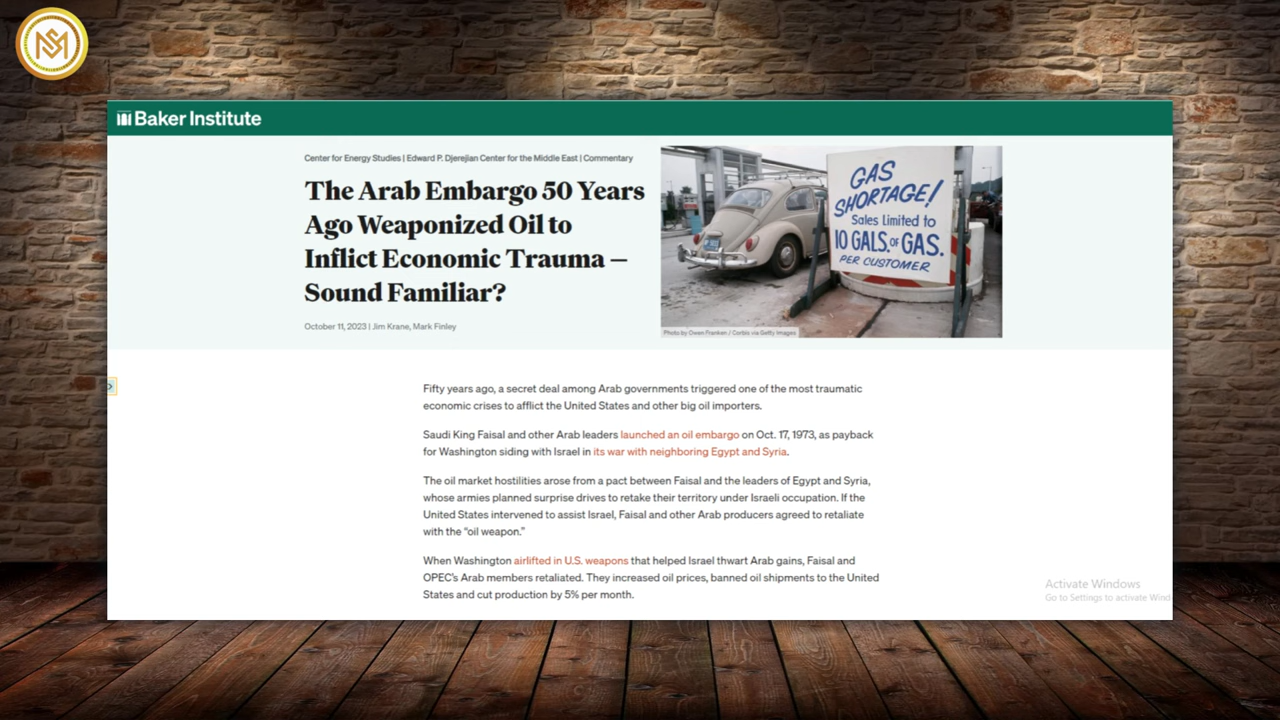 Baker Institute
Center for Energy Studies | Edward P. Djerejian Center for the Middle East | Commentary
The Arab Embargo 50 Years
Ago Weaponized Oil to
Inflict Economic Trauma —
Sound Familiar?
October 11, 2023 | Jim Krane, Mark Finley
GAS
SHORTAGE!
Sales Limited to
10 GALS. OF GAS.
PER CUSTOMER
Photo by Owen Franken / Corbis via Getty Images
Fifty years ago, a secret deal among Arab governments triggered one of the most traumatic
economic crises to afflict the United States and other big oil importers.
Saudi King Faisal and other Arab leaders launched an oil embargo on Oct. 17, 1973, as payback
for Washington siding with Israel in its war with neighboring Egypt and Syria.
The oil market hostilities arose from a pact between Faisal and the leaders of Egypt and Syria,
whose armies planned surprise drives to retake their territory under Israeli occupation. If the
United States intervened to assist Israel, Faisal and other Arab producers agreed to retaliate
with the “oil weapon.”
When Washington airlifted in U.S. weapons that helped Israel thwart Arab gains, Faisal and
OPEC’s Arab members retaliated. They increased oil prices, banned oil shipments to the United
States and cut production by 5% per month.
Activate Windows
Go to Settings to activate Wind